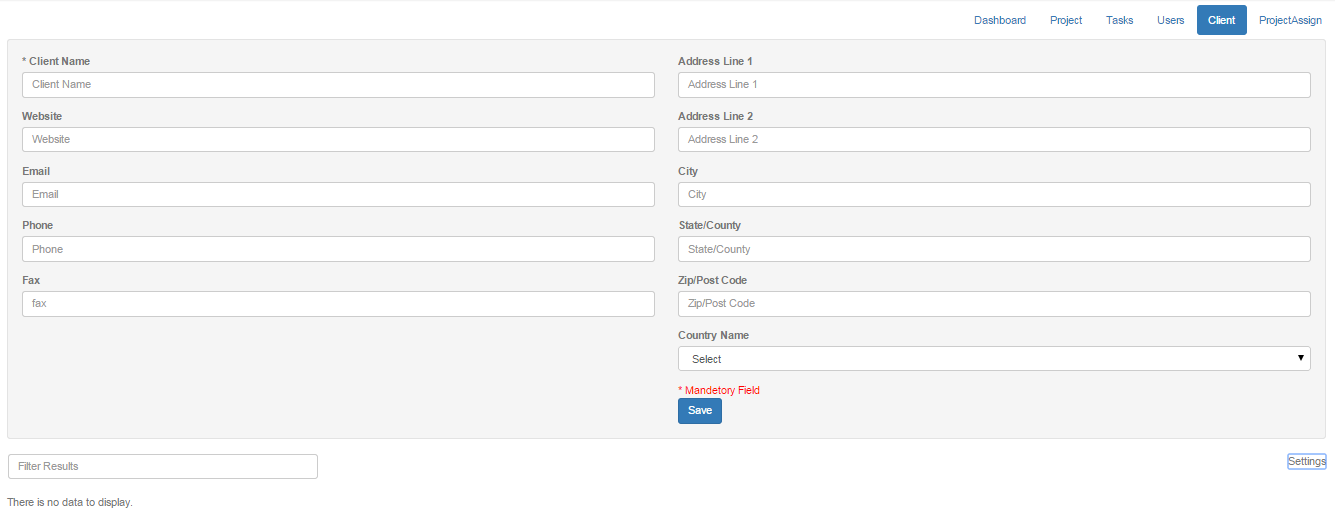 Dashboard Project Tasks Users Client ProjectAssign
* Client Name
Client Name
Website
Website
Email
Email
Phone
Phone
Fax
fax
Address Line 1
Address Line 1
Address Line 2
Address Line 2
City
City
State/County
State/County
Zip/Post Code
Zip/Post Code
Country Name
Select
* Mandetory Field
Save
Filter Results
Settings
There is no data to display.